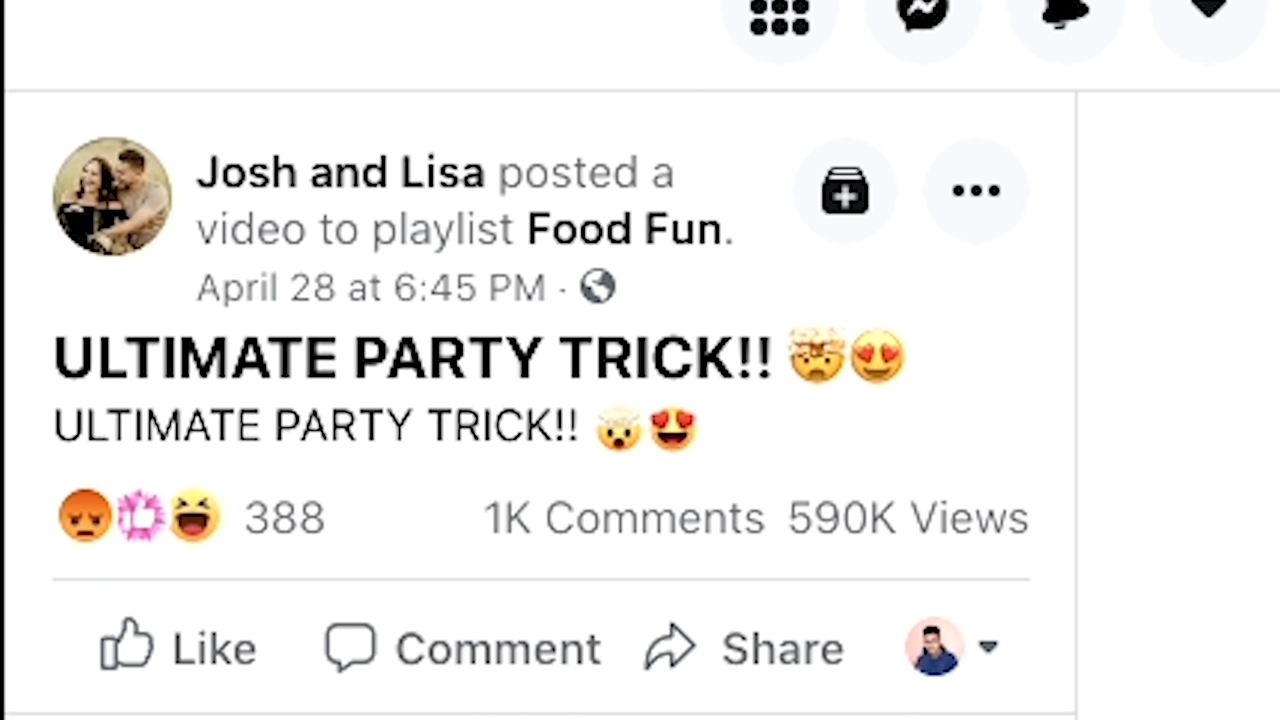 Josh and Lisa posted a
video to playlist Food Fun.
April 28 at 6:45 PM ·
ULTIMATE PARTY TRICK!! 🤯😍
ULTIMATE PARTY TRICK!! 🤯😍
388 1K Comments 590K Views
Like Comment Share